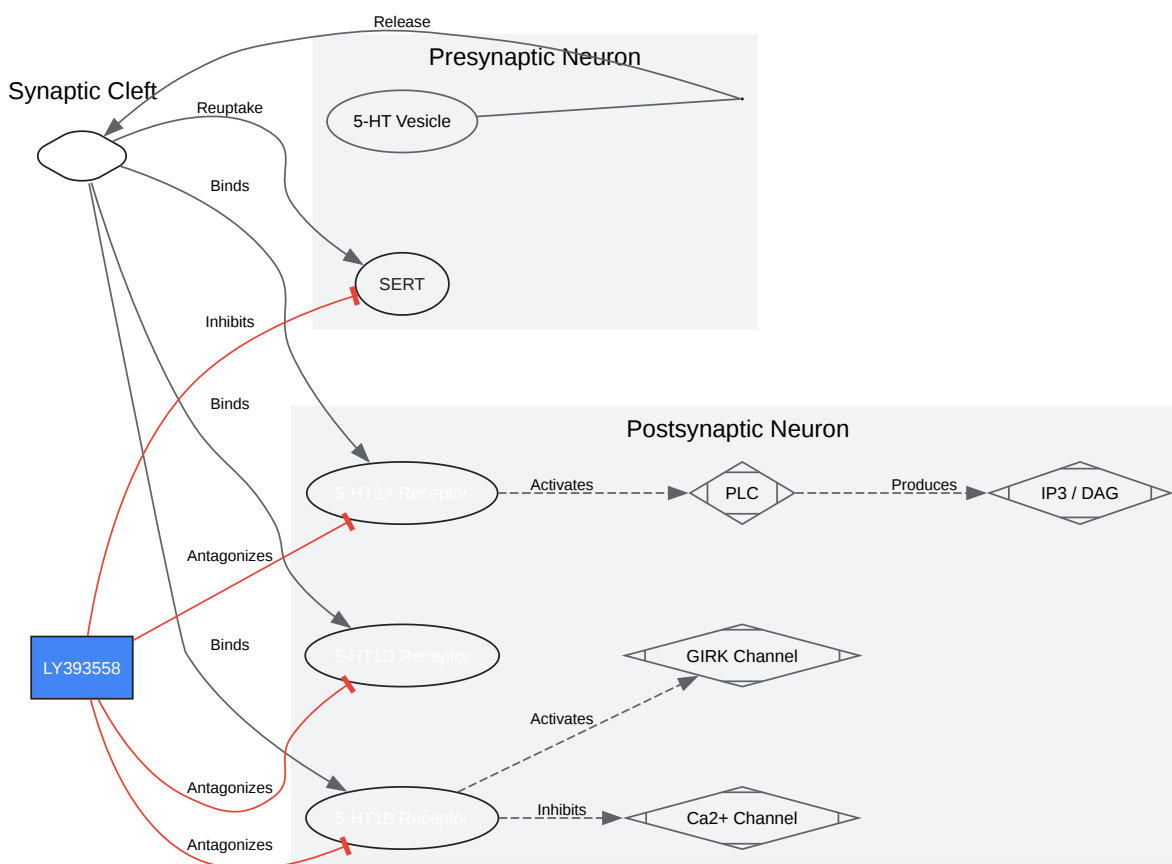 Release
Presynaptic Neuron
Synaptic Cleft
Reuptake
5-HT Vesicle
Binds
SERT
Inhibits
Binds
Postsynaptic Neuron
5-HT2A Receptor
Activates
PLC
Produces
IP3 / DAG
Antagonizes
Binds
5-HT1D Receptor
GIRK Channel
LY393558
Activates
Antagonizes
5-HT1B Receptor
Inhibits
Ca2+ Channel
Antagonizes